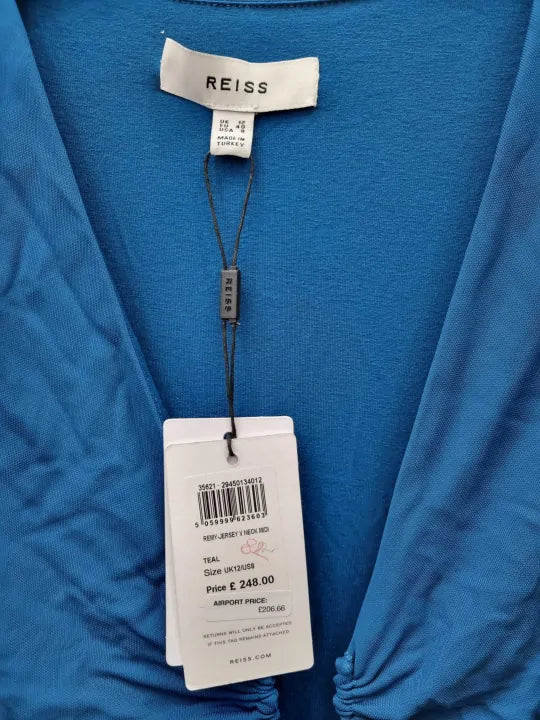 REISS
UK 12
EU 40
USA 8
MADE IN
TURKEY
REISS
35621 - 29450134012
5 059999 623603
REMY-JERSEY V NECK MIDI
TEAL
Size UK12/US8
Price £ 248.00
AIRPORT PRICE:
£206.66
RETURNS WILL ONLY BE ACCEPTED
IF THIS TAG REMAINS ATTACHED.
REISS.COM